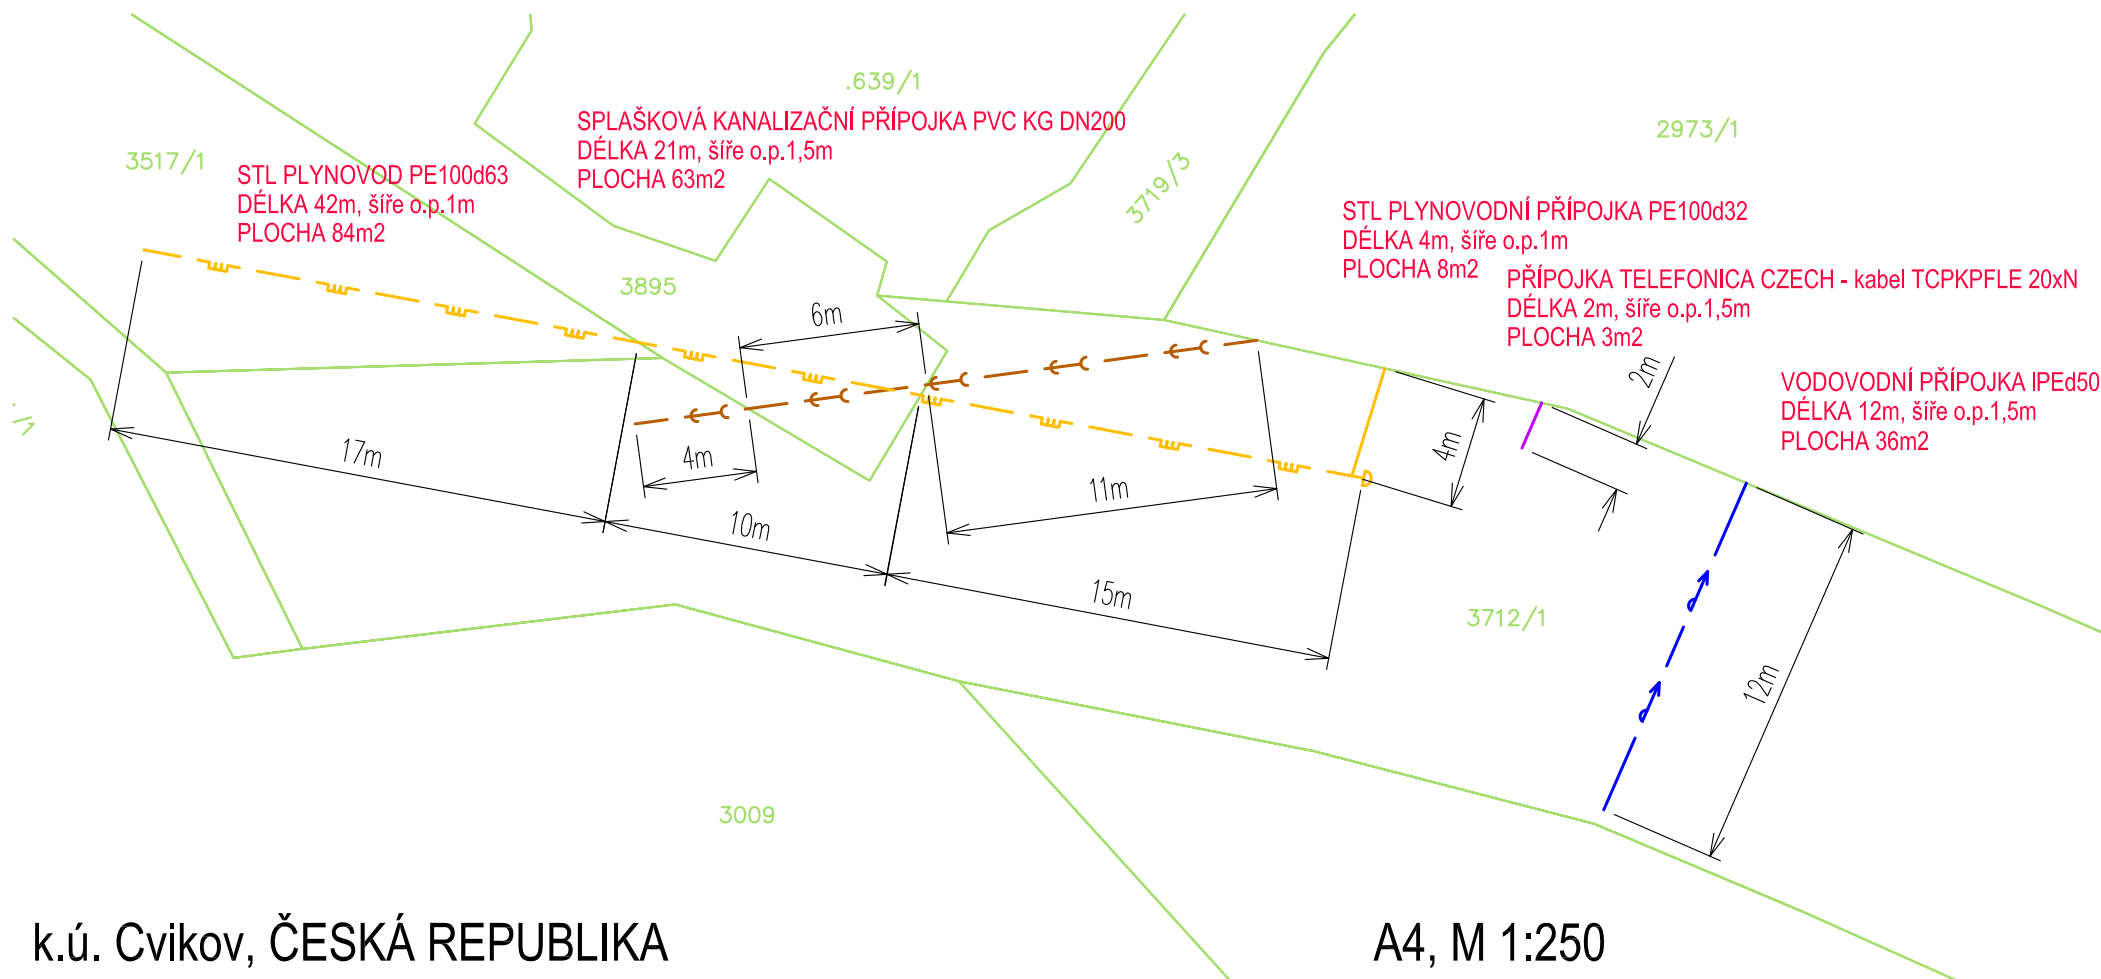 .639/1
SPLAŠKOVÁ KANALIZAČNÍ PŘÍPOJKA PVC KG DN200
DÉLKA 21m, šíře o.p.1,5m
PLOCHA 63m2
2973/1
3517/1
STL PLYNOVOD PE100d63
DÉLKA 42m, šíře o.p.1m
PLOCHA 84m2
3719/3
STL PLYNOVODNÍ PŘÍPOJKA PE100d32
DÉLKA 4m, šíře o.p.1m
PLOCHA 8m2
PŘÍPOJKA TELEFONICA CZECH - kabel TCPKPFLE 20xN
DÉLKA 2m, šíře o.p.1,5m
PLOCHA 3m2
3895
6m
2m
VODOVODNÍ PŘÍPOJKA IPEd50
DÉLKA 12m, šíře o.p.1,5m
PLOCHA 36m2
./1
17m
4m
4m
11m
10m
15m
3712/1
12m
3009
k.ú. Cvikov, ČESKÁ REPUBLIKA
A4, M 1:250